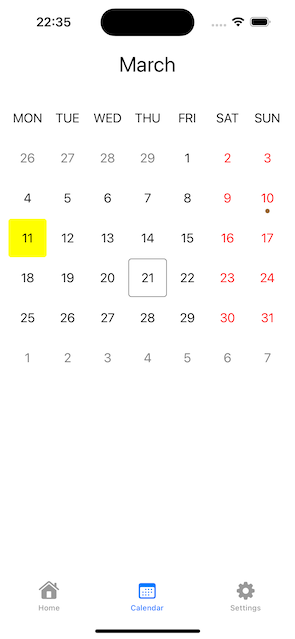 22:35
March
MON TUE WED THU FRI SAT SUN
26 27 28 29 1 2 3
4 5 6 7 8 9 10
11 12 13 14 15 16 17
18 19 20 21 22 23 24
25 26 27 28 29 30 31
1 2 3 4 5 6 7
Home Calendar Settings